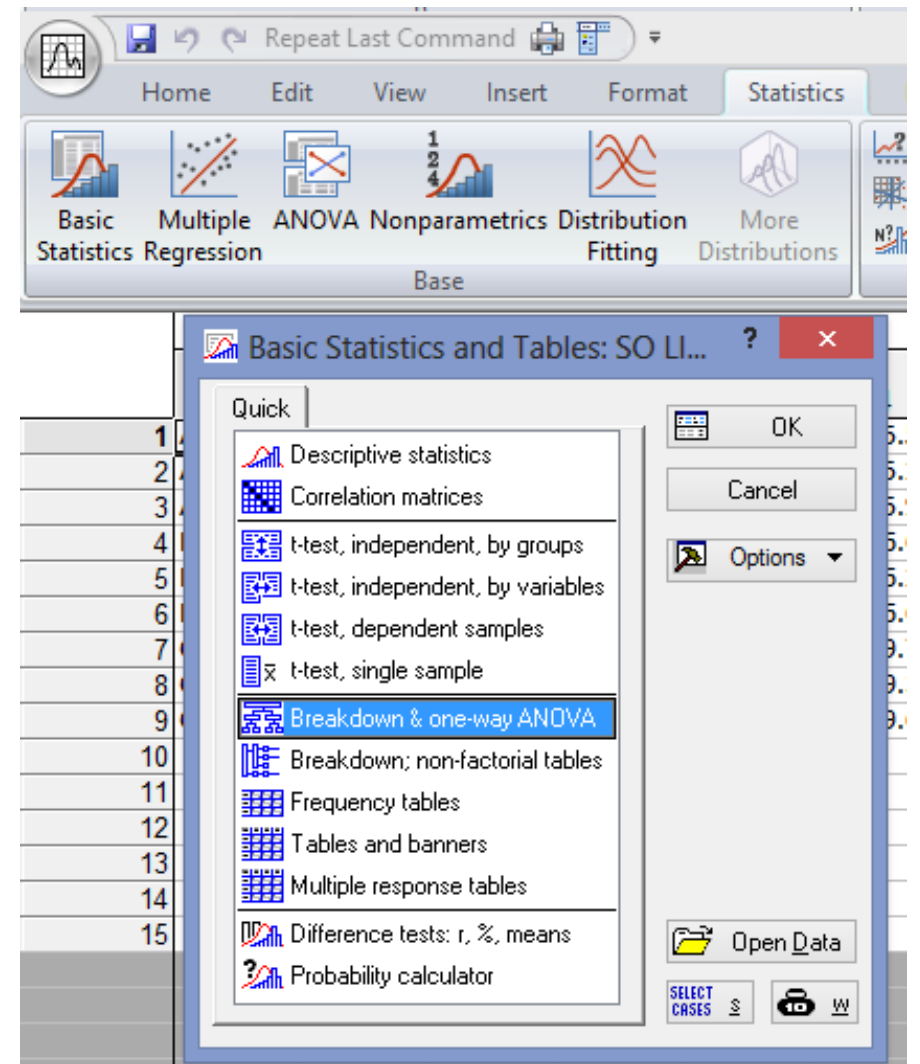 Repeat Last Command
Home Edit View Insert Format Statistics
Basic Statistics
Multiple Regression
ANOVA
Nonparametrics
Distribution Fitting
More Distributions
Base
Basic Statistics and Tables: SO LI... ? ×
Quick
Descriptive statistics
Correlation matrices
t-test, independent, by groups
t-test, independent, by variables
t-test, dependent samples
t-test, single sample
Breakdown & one-way ANOVA
Breakdown; non-factorial tables
Frequency tables
Tables and banners
Multiple response tables
Difference tests: r, %, means
Probability calculator
OK
Cancel
Options
Open Data
SELECT CASES S
W
1
2
3
4
5
6
7
8
9
10
11
12
13
14
15